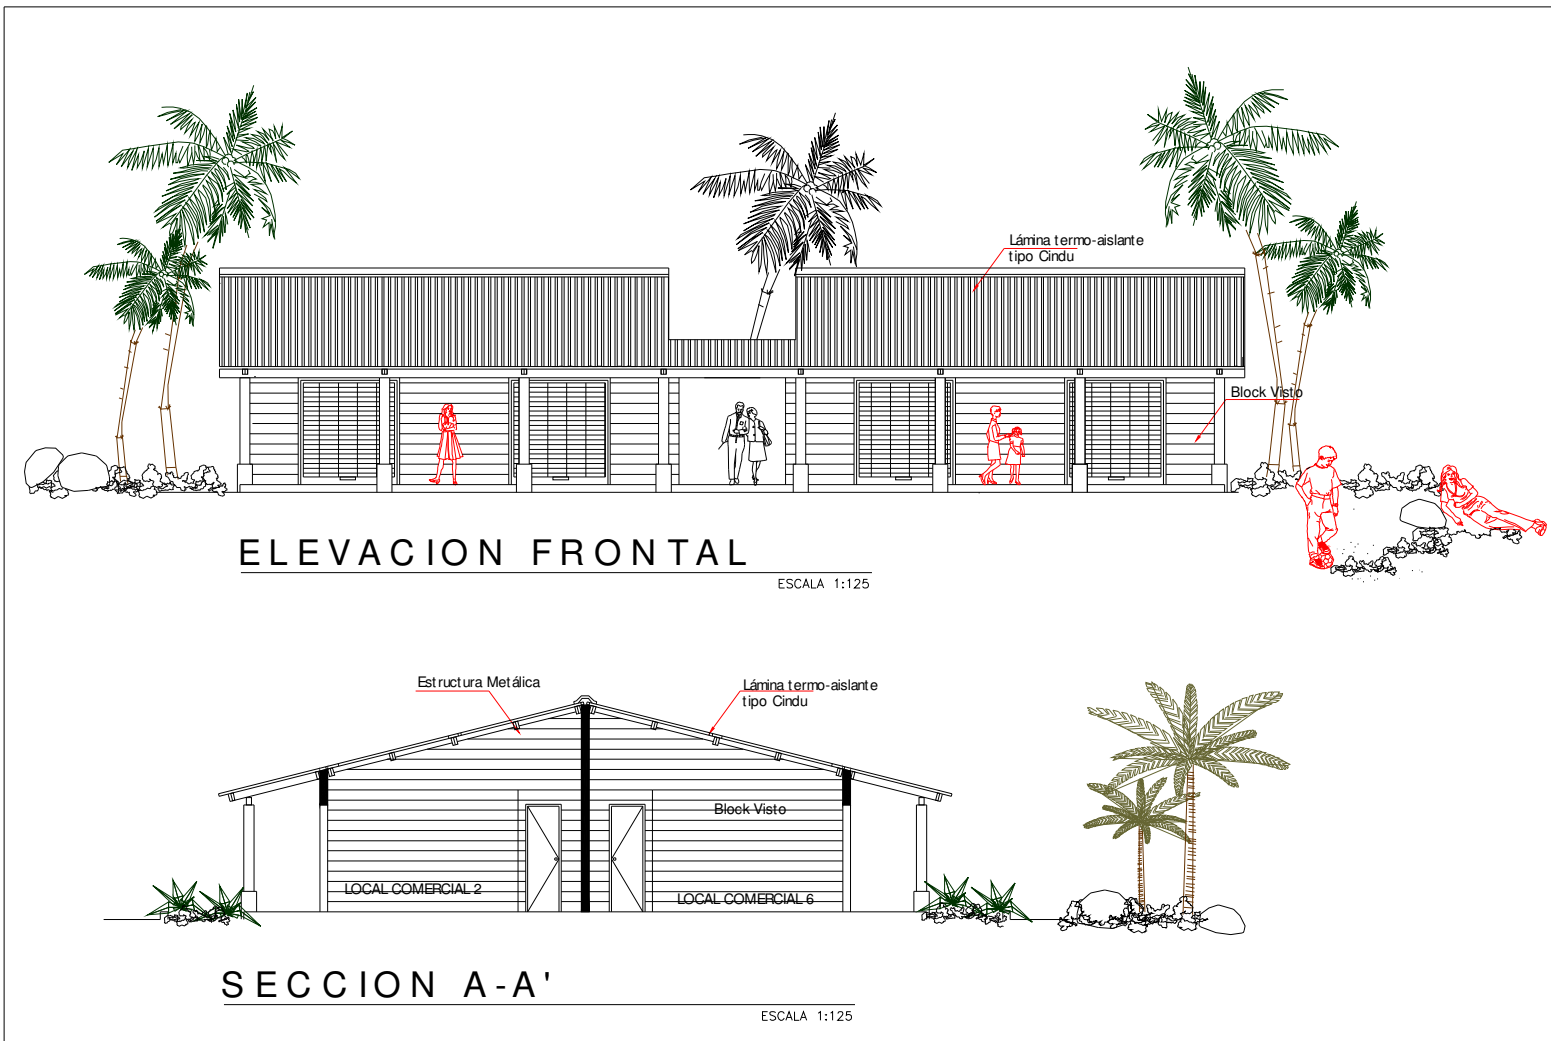 Lámina termo-aislante
tipo Cindu
Block Visto
ELEVACION FRONTAL
ESCALA 1:125
Estructura Metálica
Lámina termo-aislante
tipo Cindu
Block Visto
LOCAL COMERCIAL 2
LOCAL COMERCIAL 6
SECCION A-A'
ESCALA 1:125